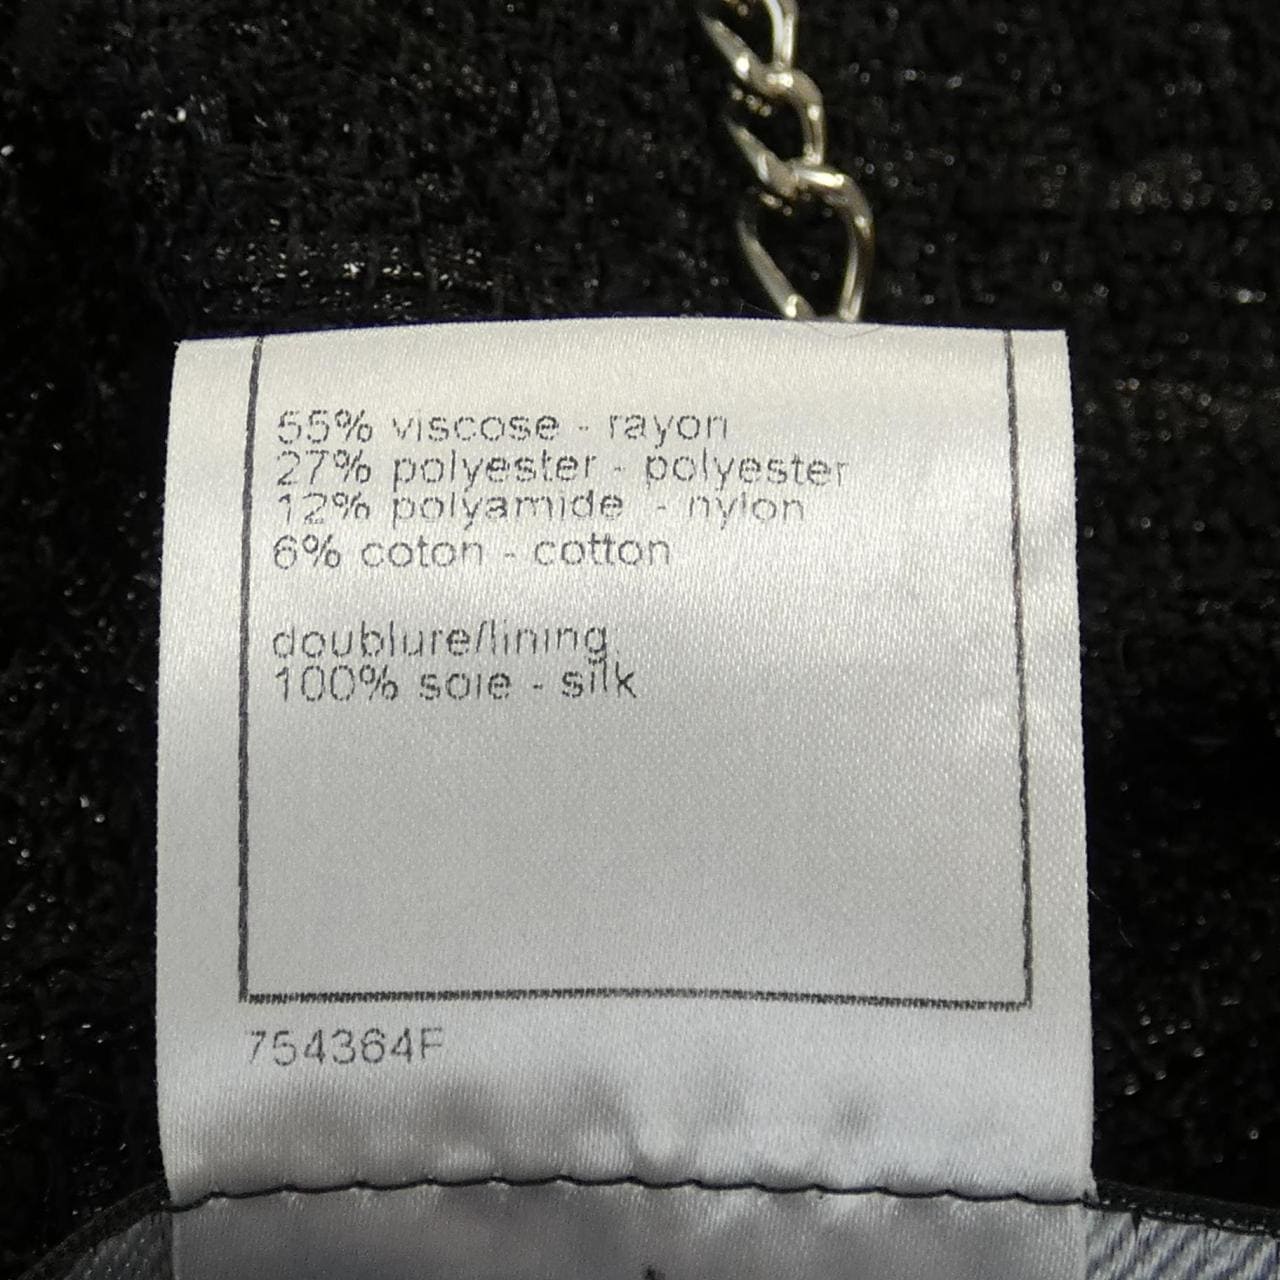 55% viscose - rayon
27% polyester - polyester
12% polyamide - nylon
6% coton - cotton
doublure/lining:
100% soie - silk
754364F